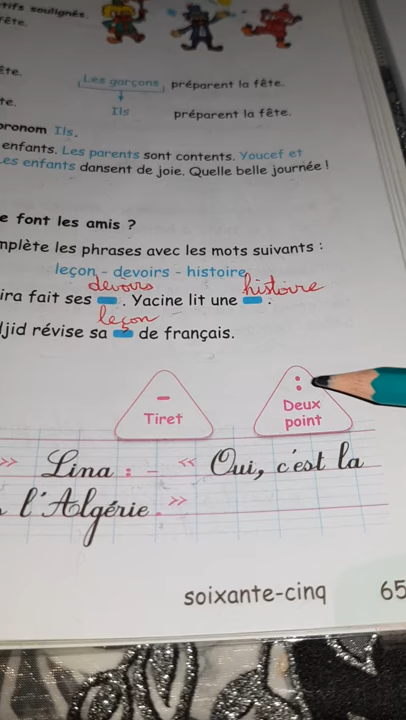 tifs soulignés.
fête.
ête.
Les garçons préparent la fête.
Ils préparent la fête.
te.
pronom Ils.
enfants. Les parents sont contents. Youcef et
Les enfants dansent de joie. Quelle belle journée !
e font les amis ?
mplète les phrases avec les mots suivants :
leçon - devoirs - histoire
devoirs histoire
ira fait ses . Yacine lit une .
leçon
djid révise sa de français.
- :
Tiret Deux
point
» Lina : - « Oui, c'est la
l'Algérie. »
soixante-cinq 65